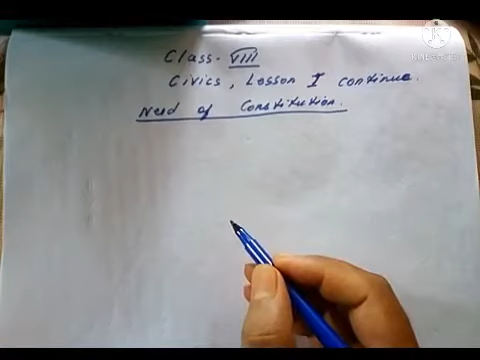 Class - VIII
Civics, Lesson I continue.
Need of Constitution.